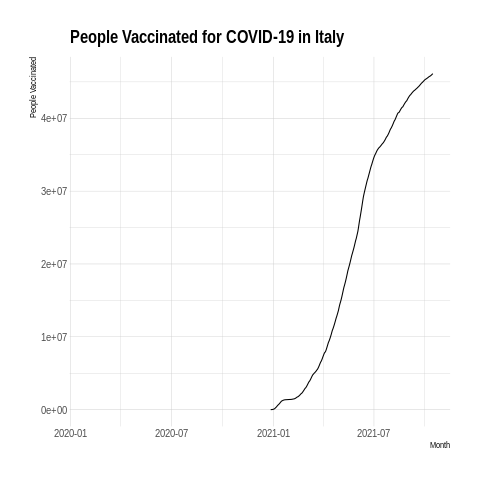 People Vaccinated for COVID-19 in Italy
People Vaccinated
4e+07
3e+07
2e+07
1e+07
0e+00
2020-01 2020-07 2021-01 2021-07
Month